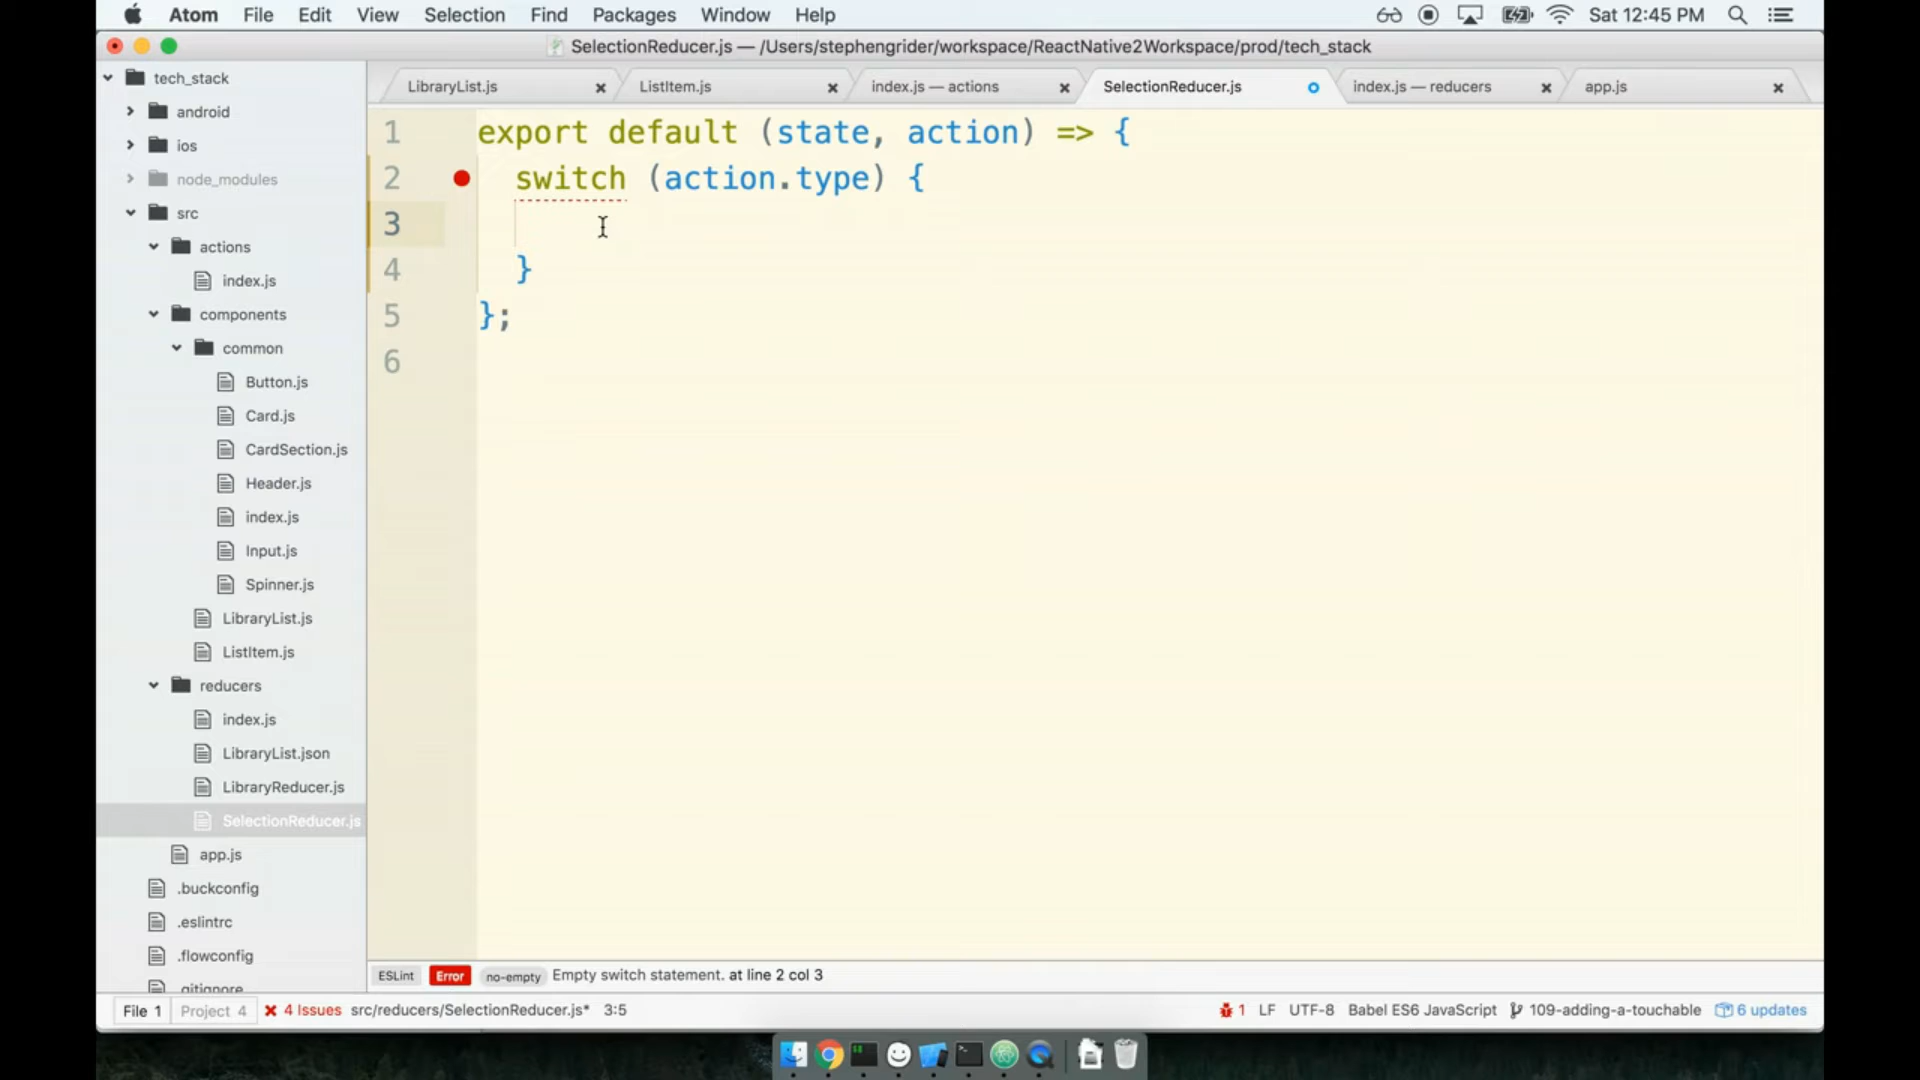 Atom File Edit View Selection Find Packages Window Help Sat 12:45 PM
SelectionReducer.js — /Users/stephengrider/workspace/ReactNative2Workspace/prod/tech_stack
LibraryList.js ListItem.js index.js — actions SelectionReducer.js index.js — reducers app.js
tech_stack
android
ios
node_modules
src
actions
index.js
components
common
Button.js
Card.js
CardSection.js
Header.js
index.js
Input.js
Spinner.js
LibraryList.js
ListItem.js
reducers
index.js
LibraryList.json
LibraryReducer.js
SelectionReducer.js
app.js
.buckconfig
.eslintrc
.flowconfig
.gitignore
1 export default (state, action) => {
2 switch (action.type) {
3
4 }
5 };
6
ESLint Error no-empty Empty switch statement. at line 2 col 3
File 1 Project 4 4 Issues src/reducers/SelectionReducer.js* 3:5 1 LF UTF-8 Babel ES6 JavaScript 109-adding-a-touchable 6 updates